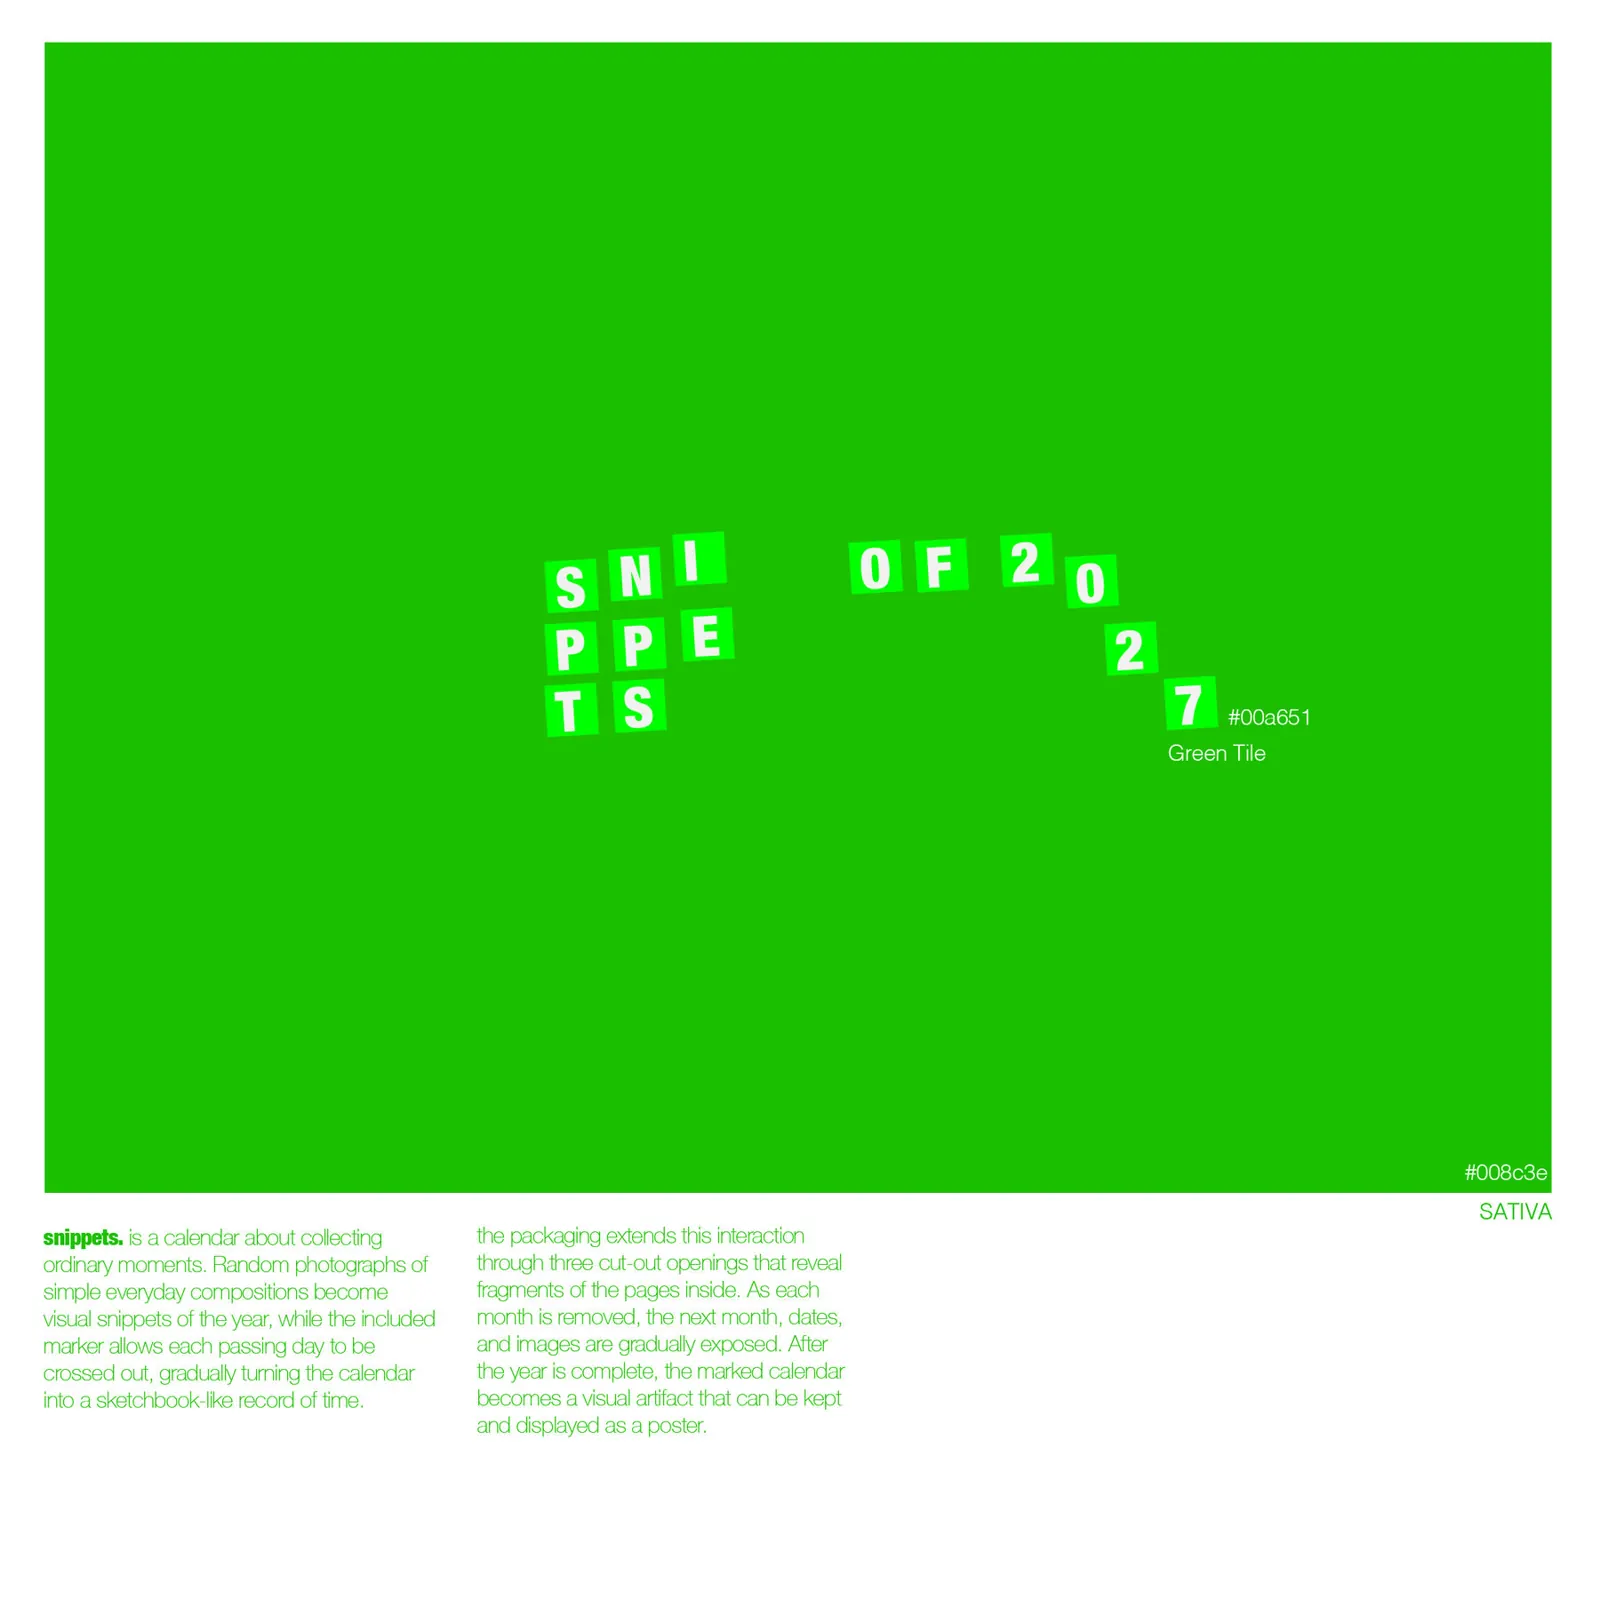 SNI
PPE
TS
OF 20
2
7
#00a651
Green Tile
#008c3e
SATIVA
snippets. is a calendar about collecting
ordinary moments. Random photographs of
simple everyday compositions become
visual snippets of the year, while the included
marker allows each passing day to be
crossed out, gradually turning the calendar
into a sketchbook-like record of time.
the packaging extends this interaction
through three cut-out openings that reveal
fragments of the pages inside. As each
month is removed, the next month, dates,
and images are gradually exposed. After
the year is complete, the marked calendar
becomes a visual artifact that can be kept
and displayed as a poster.